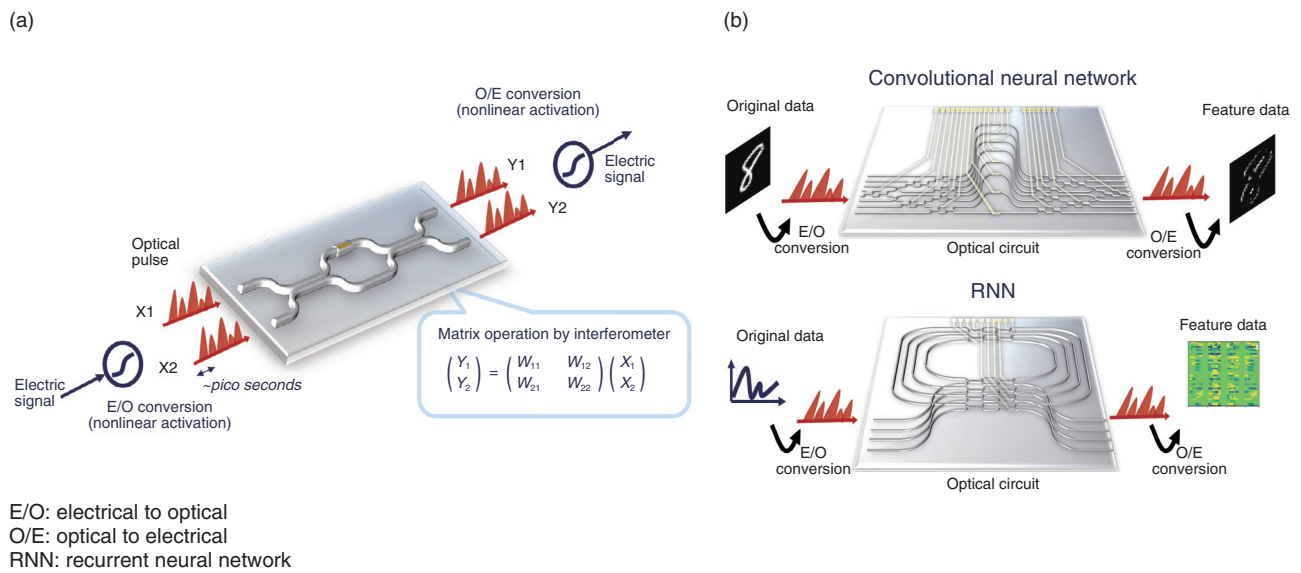 (a)
O/E conversion
(nonlinear activation)
Y1
Electric
signal
Y2
Optical
pulse
X1
X2
~pico seconds
Electric
signal
E/O conversion
(nonlinear activation)
Matrix operation by interferometer
(Y₁ Y₂) = (W₁₁ W₁₂ W₂₁ W₂₂) (X₁ X₂)
(b)
Convolutional neural network
Original data
Feature data
8
E/O
conversion
Optical circuit
O/E
conversion
RNN
Original data
Feature data
E/O
conversion
Optical circuit
O/E
conversion
E/O: electrical to optical
O/E: optical to electrical
RNN: recurrent neural network